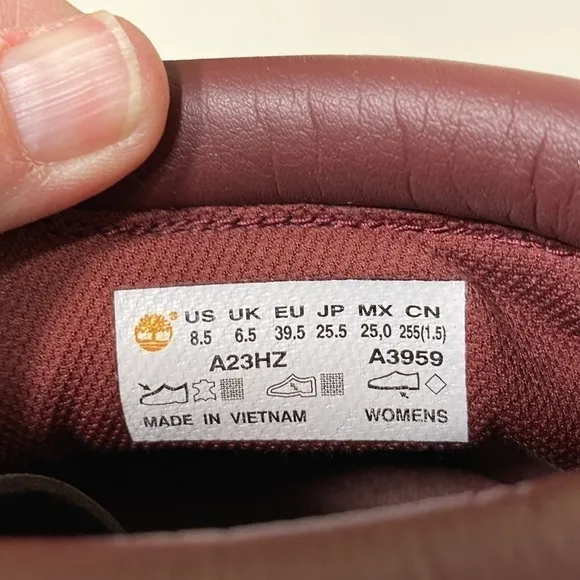 US UK EU JP MX CN
8.5 6.5 39.5 25.5 25,0 255(1.5)
A23HZ A3959
MADE IN VIETNAM WOMENS